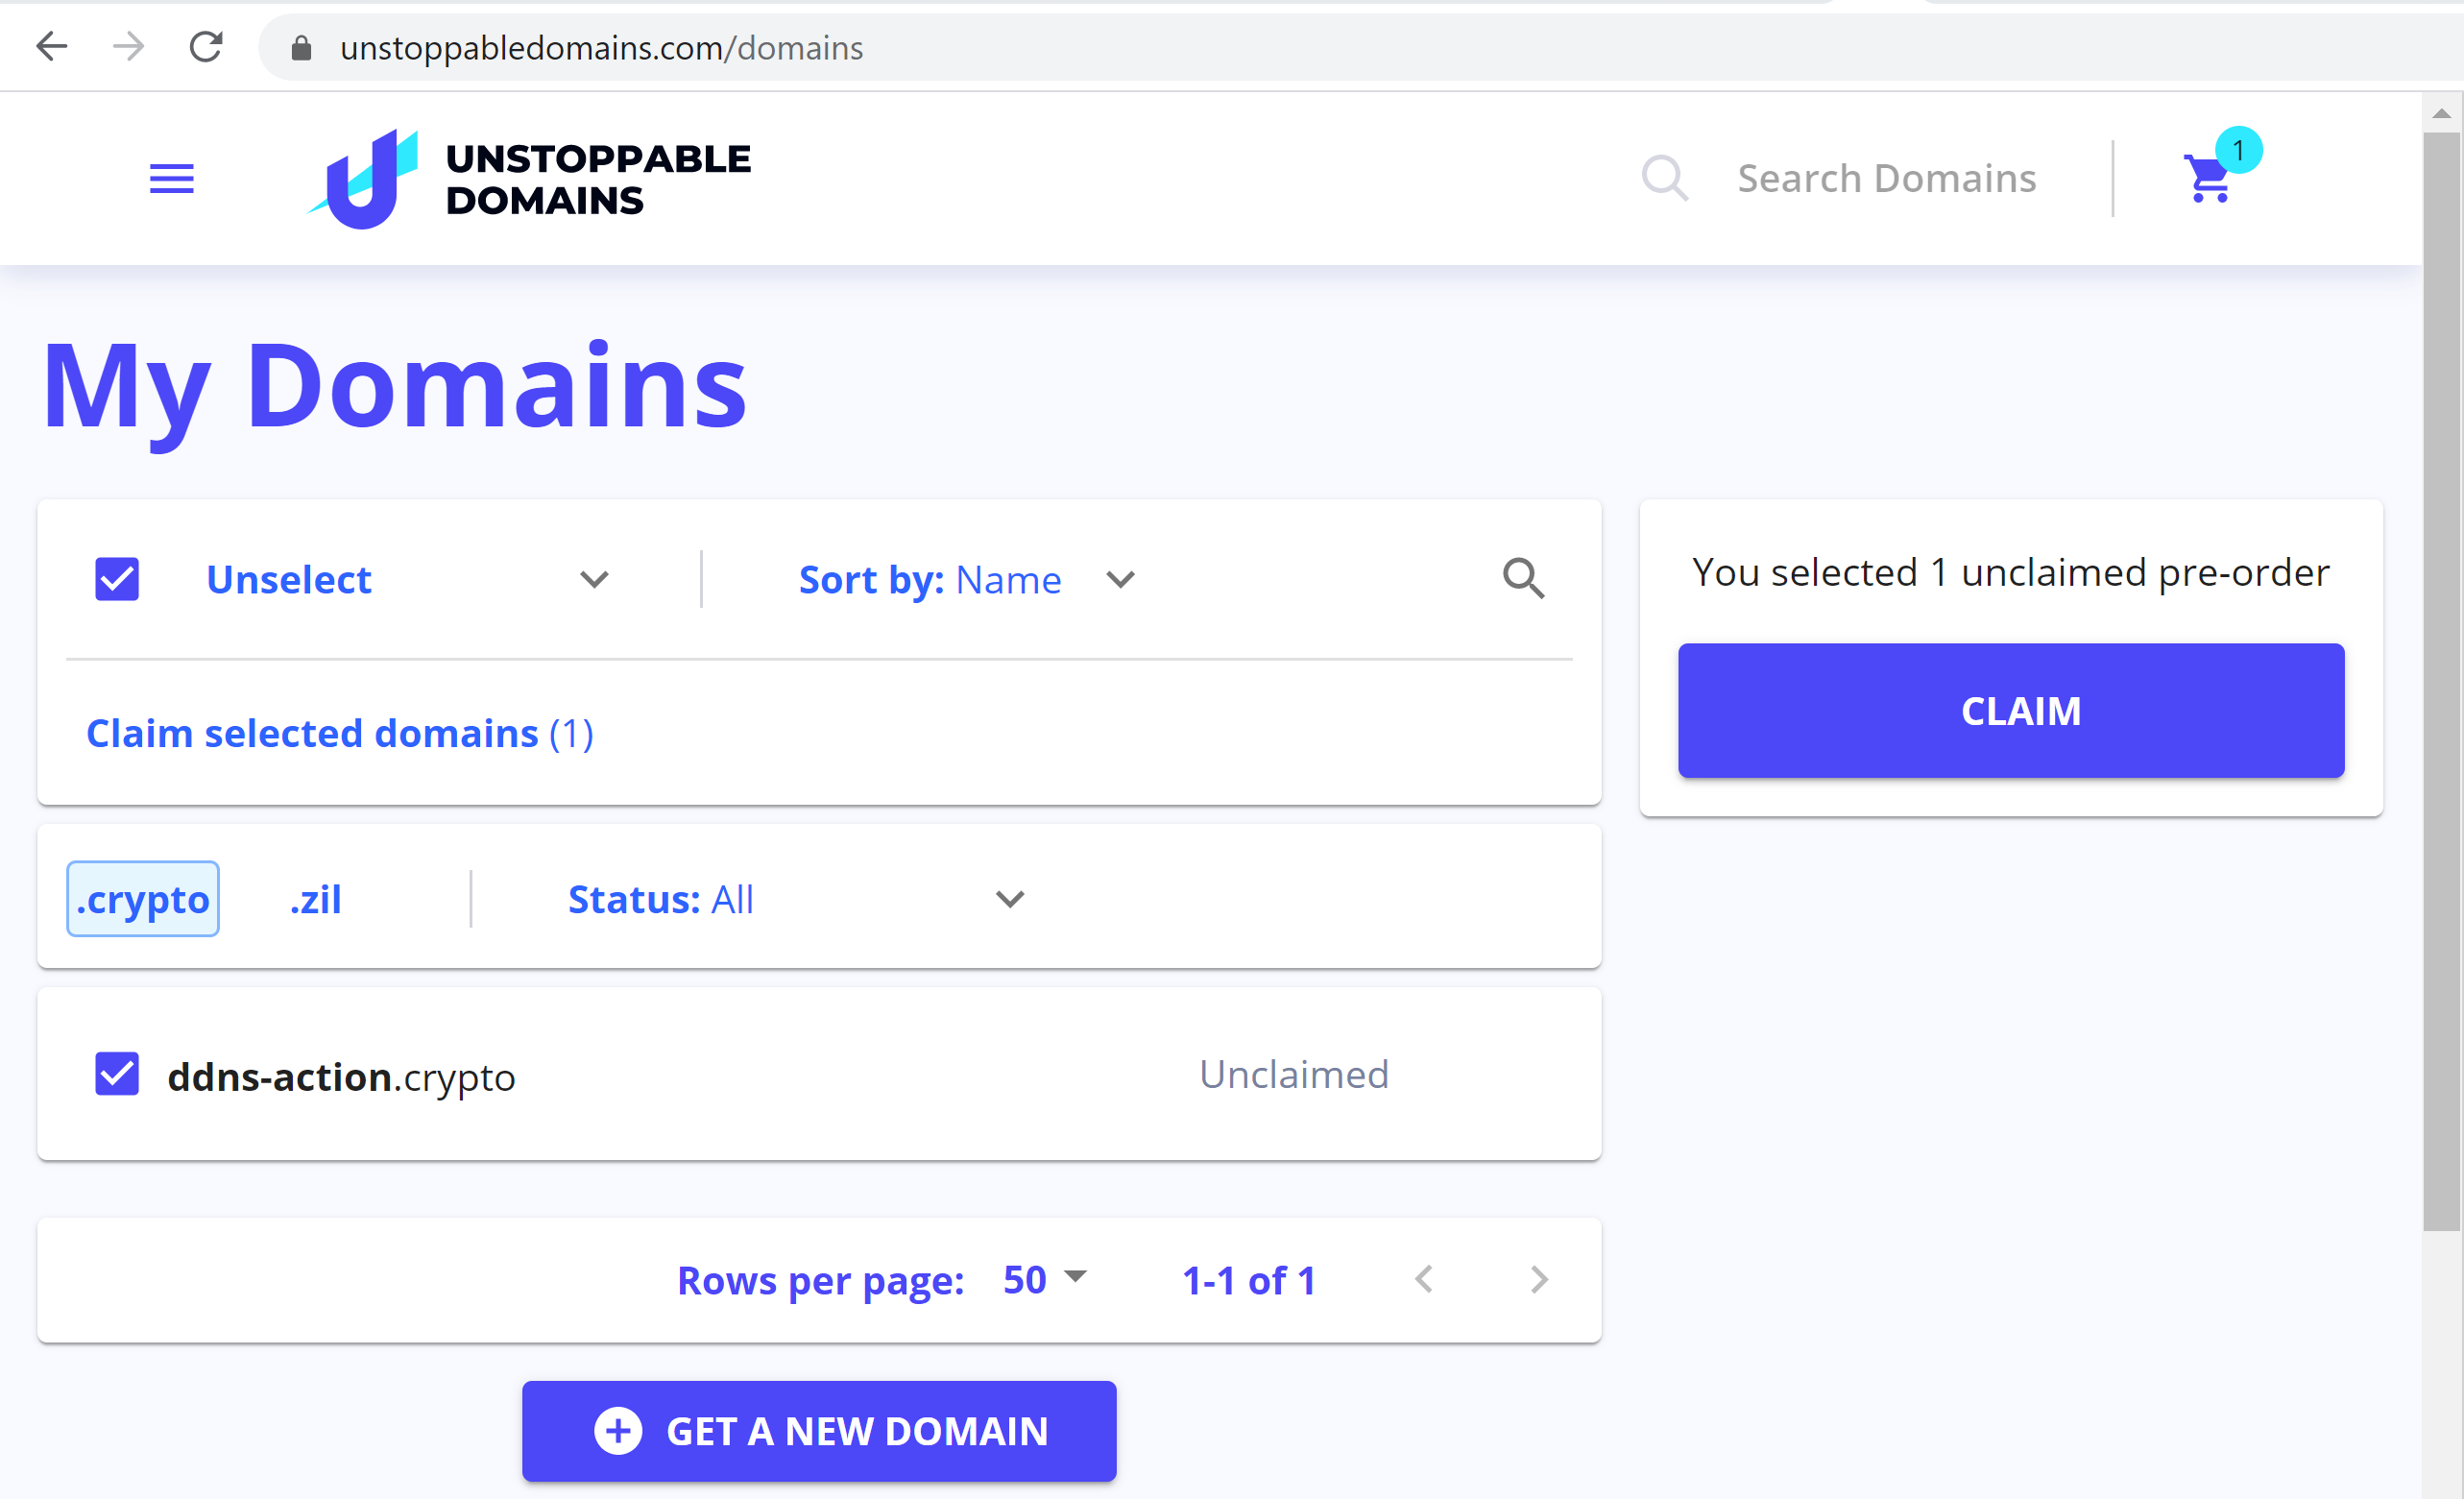 unstoppabledomains.com/domains
UNSTOPPABLE
DOMAINS
Search Domains
1
My Domains
Unselect
Sort by: Name
You selected 1 unclaimed pre-order
CLAIM
Claim selected domains (1)
.crypto
.zil
Status: All
ddns-action.crypto
Unclaimed
Rows per page: 50
1-1 of 1
GET A NEW DOMAIN